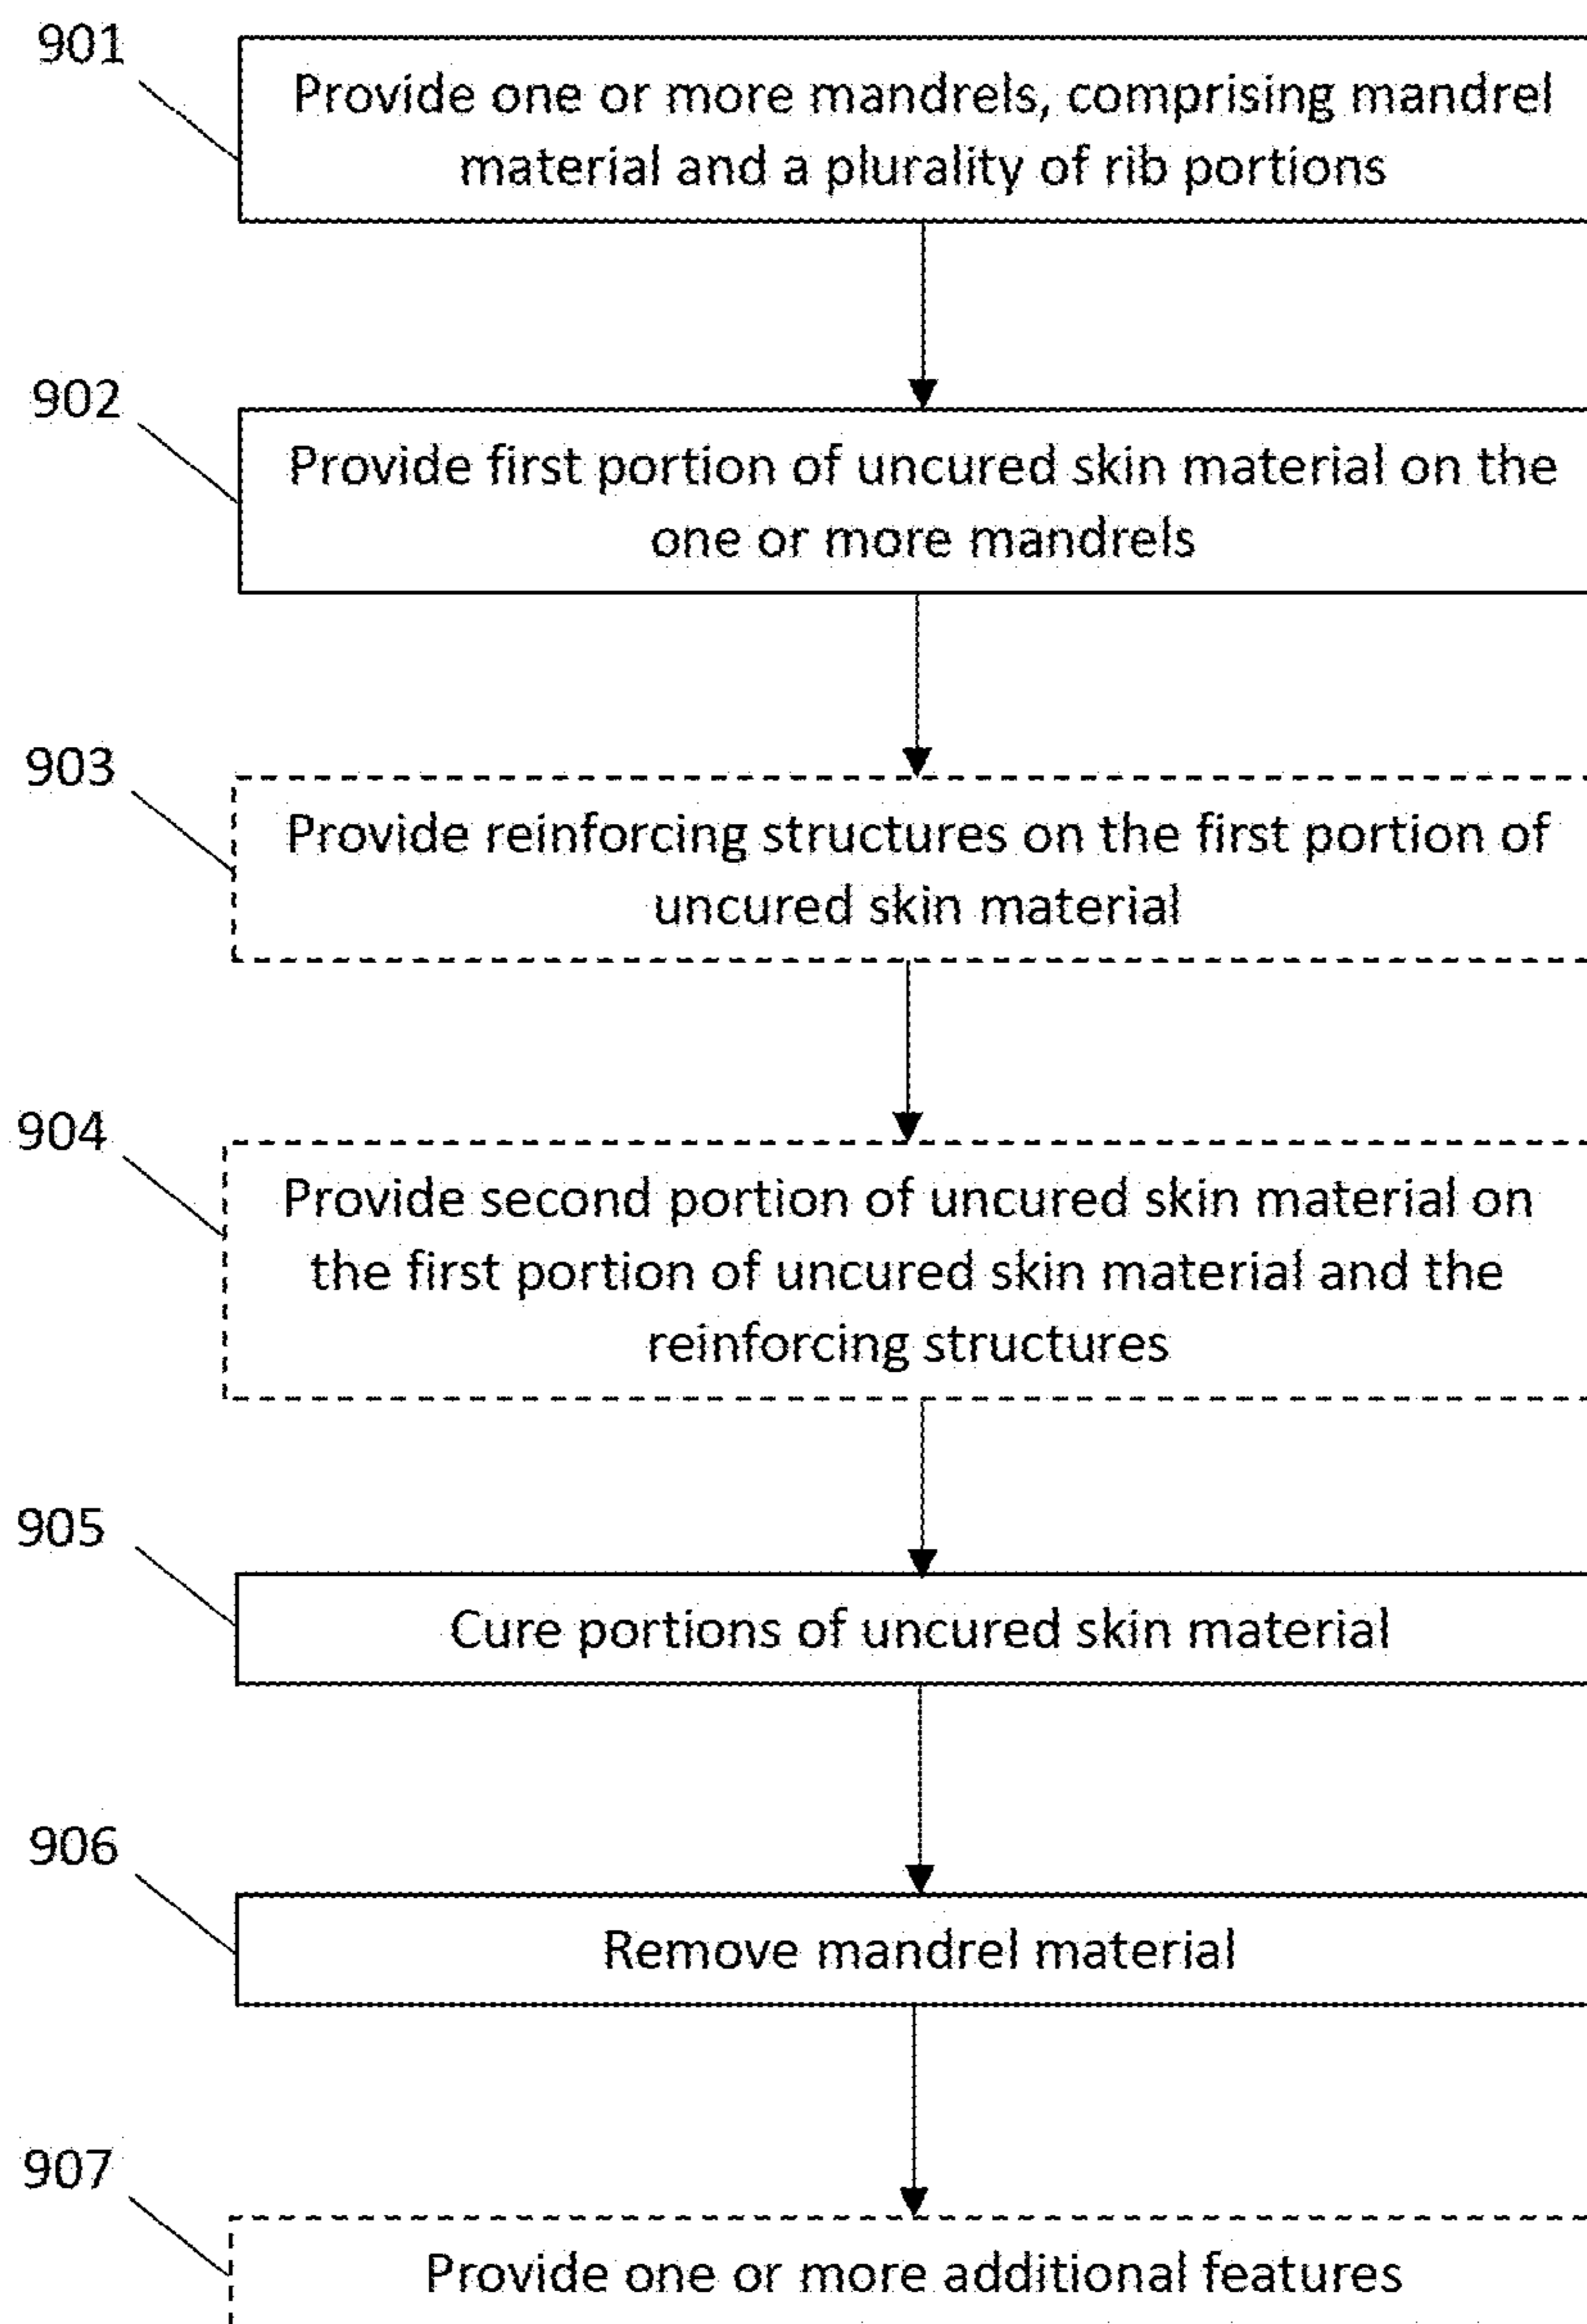 901
Provide one or more mandrels, comprising mandrel
material and a plurality of rib portions
902
Provide first portion of uncured skin material on the
one or more mandrels
903
Provide reinforcing structures on the first portion of
uncured skin material
904
Provide second portion of uncured skin material on
the first portion of uncured skin material and the
reinforcing structures
905
Cure portions of uncured skin material
906
Remove mandrel material
907
Provide one or more additional features